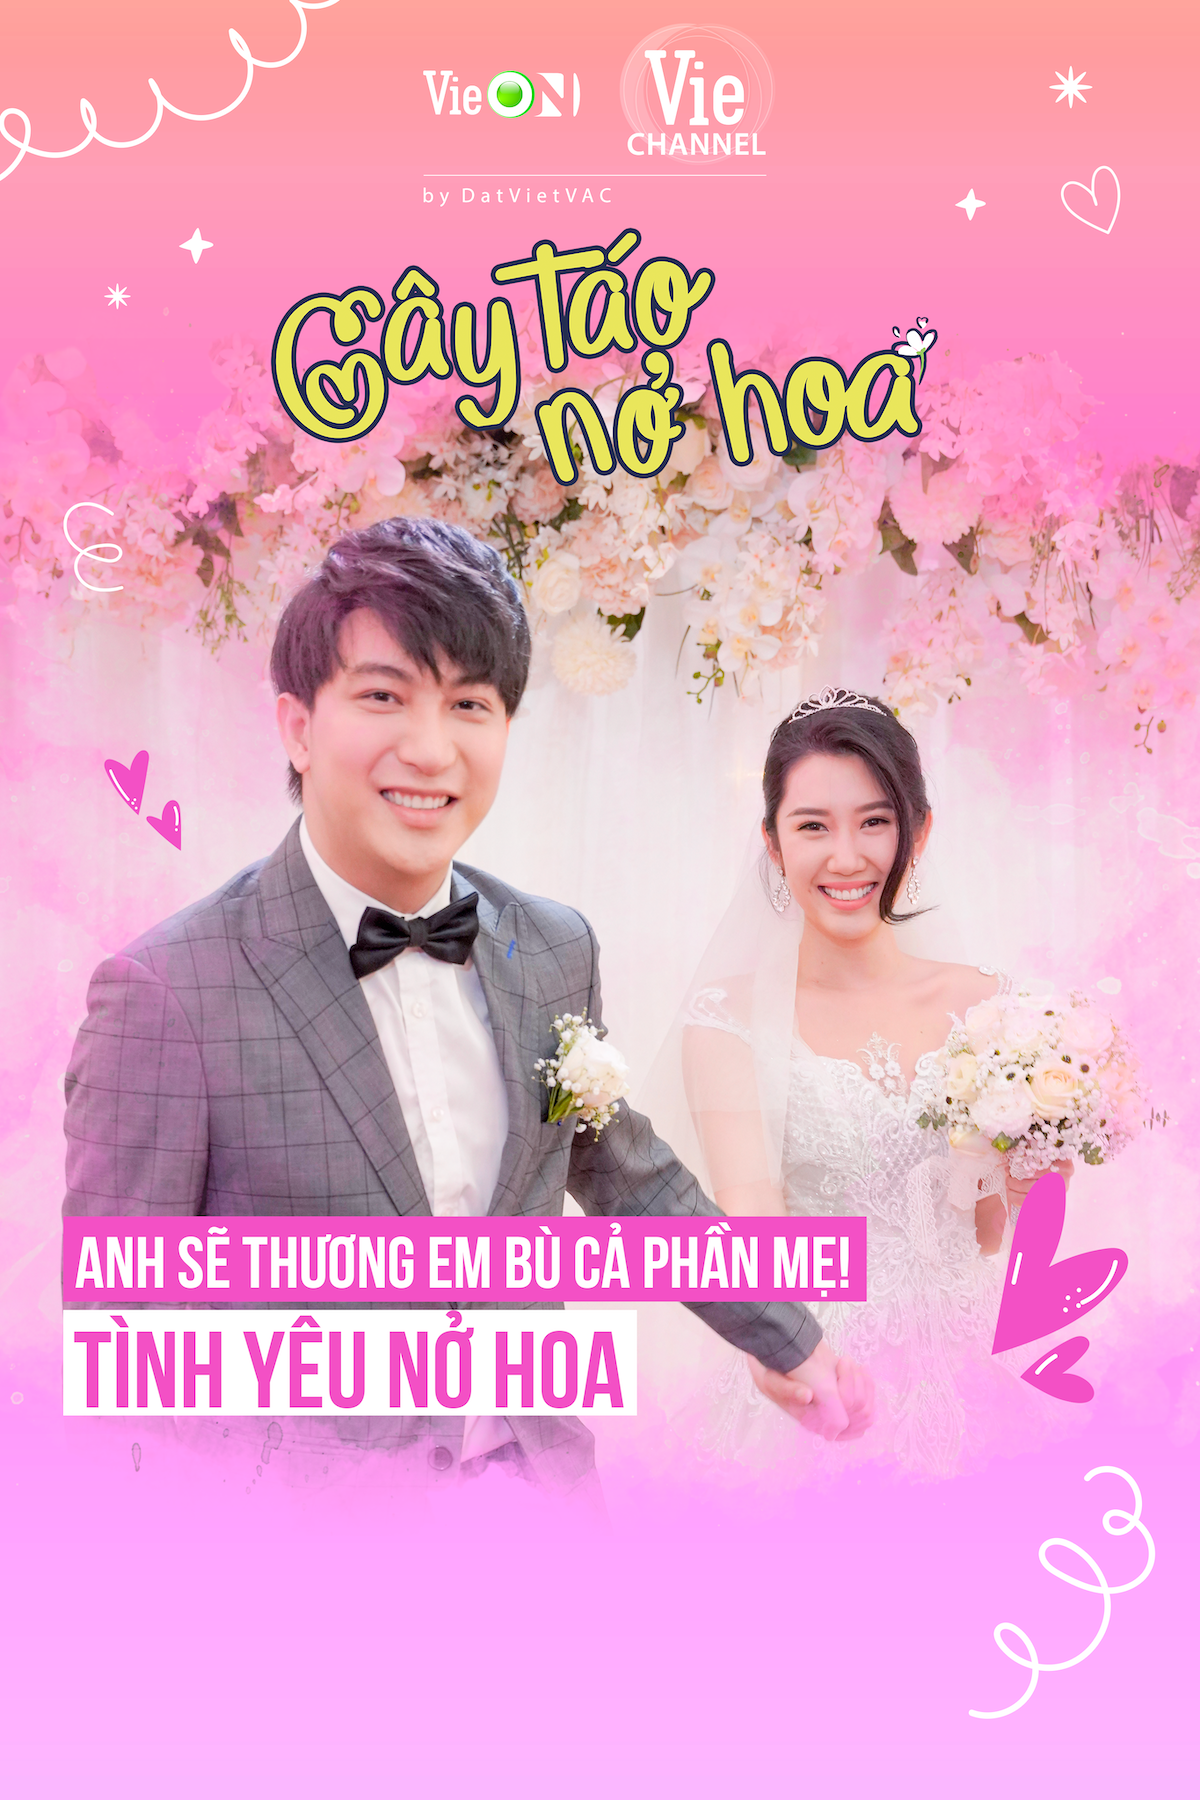 VieON
Vie
CHANNEL
by DatVietVAC
Cây táo
nở hoa
ANH SẼ THƯƠNG EM BÙ CẢ PHẦN MẸ!
TÌNH YÊU NỞ HOA